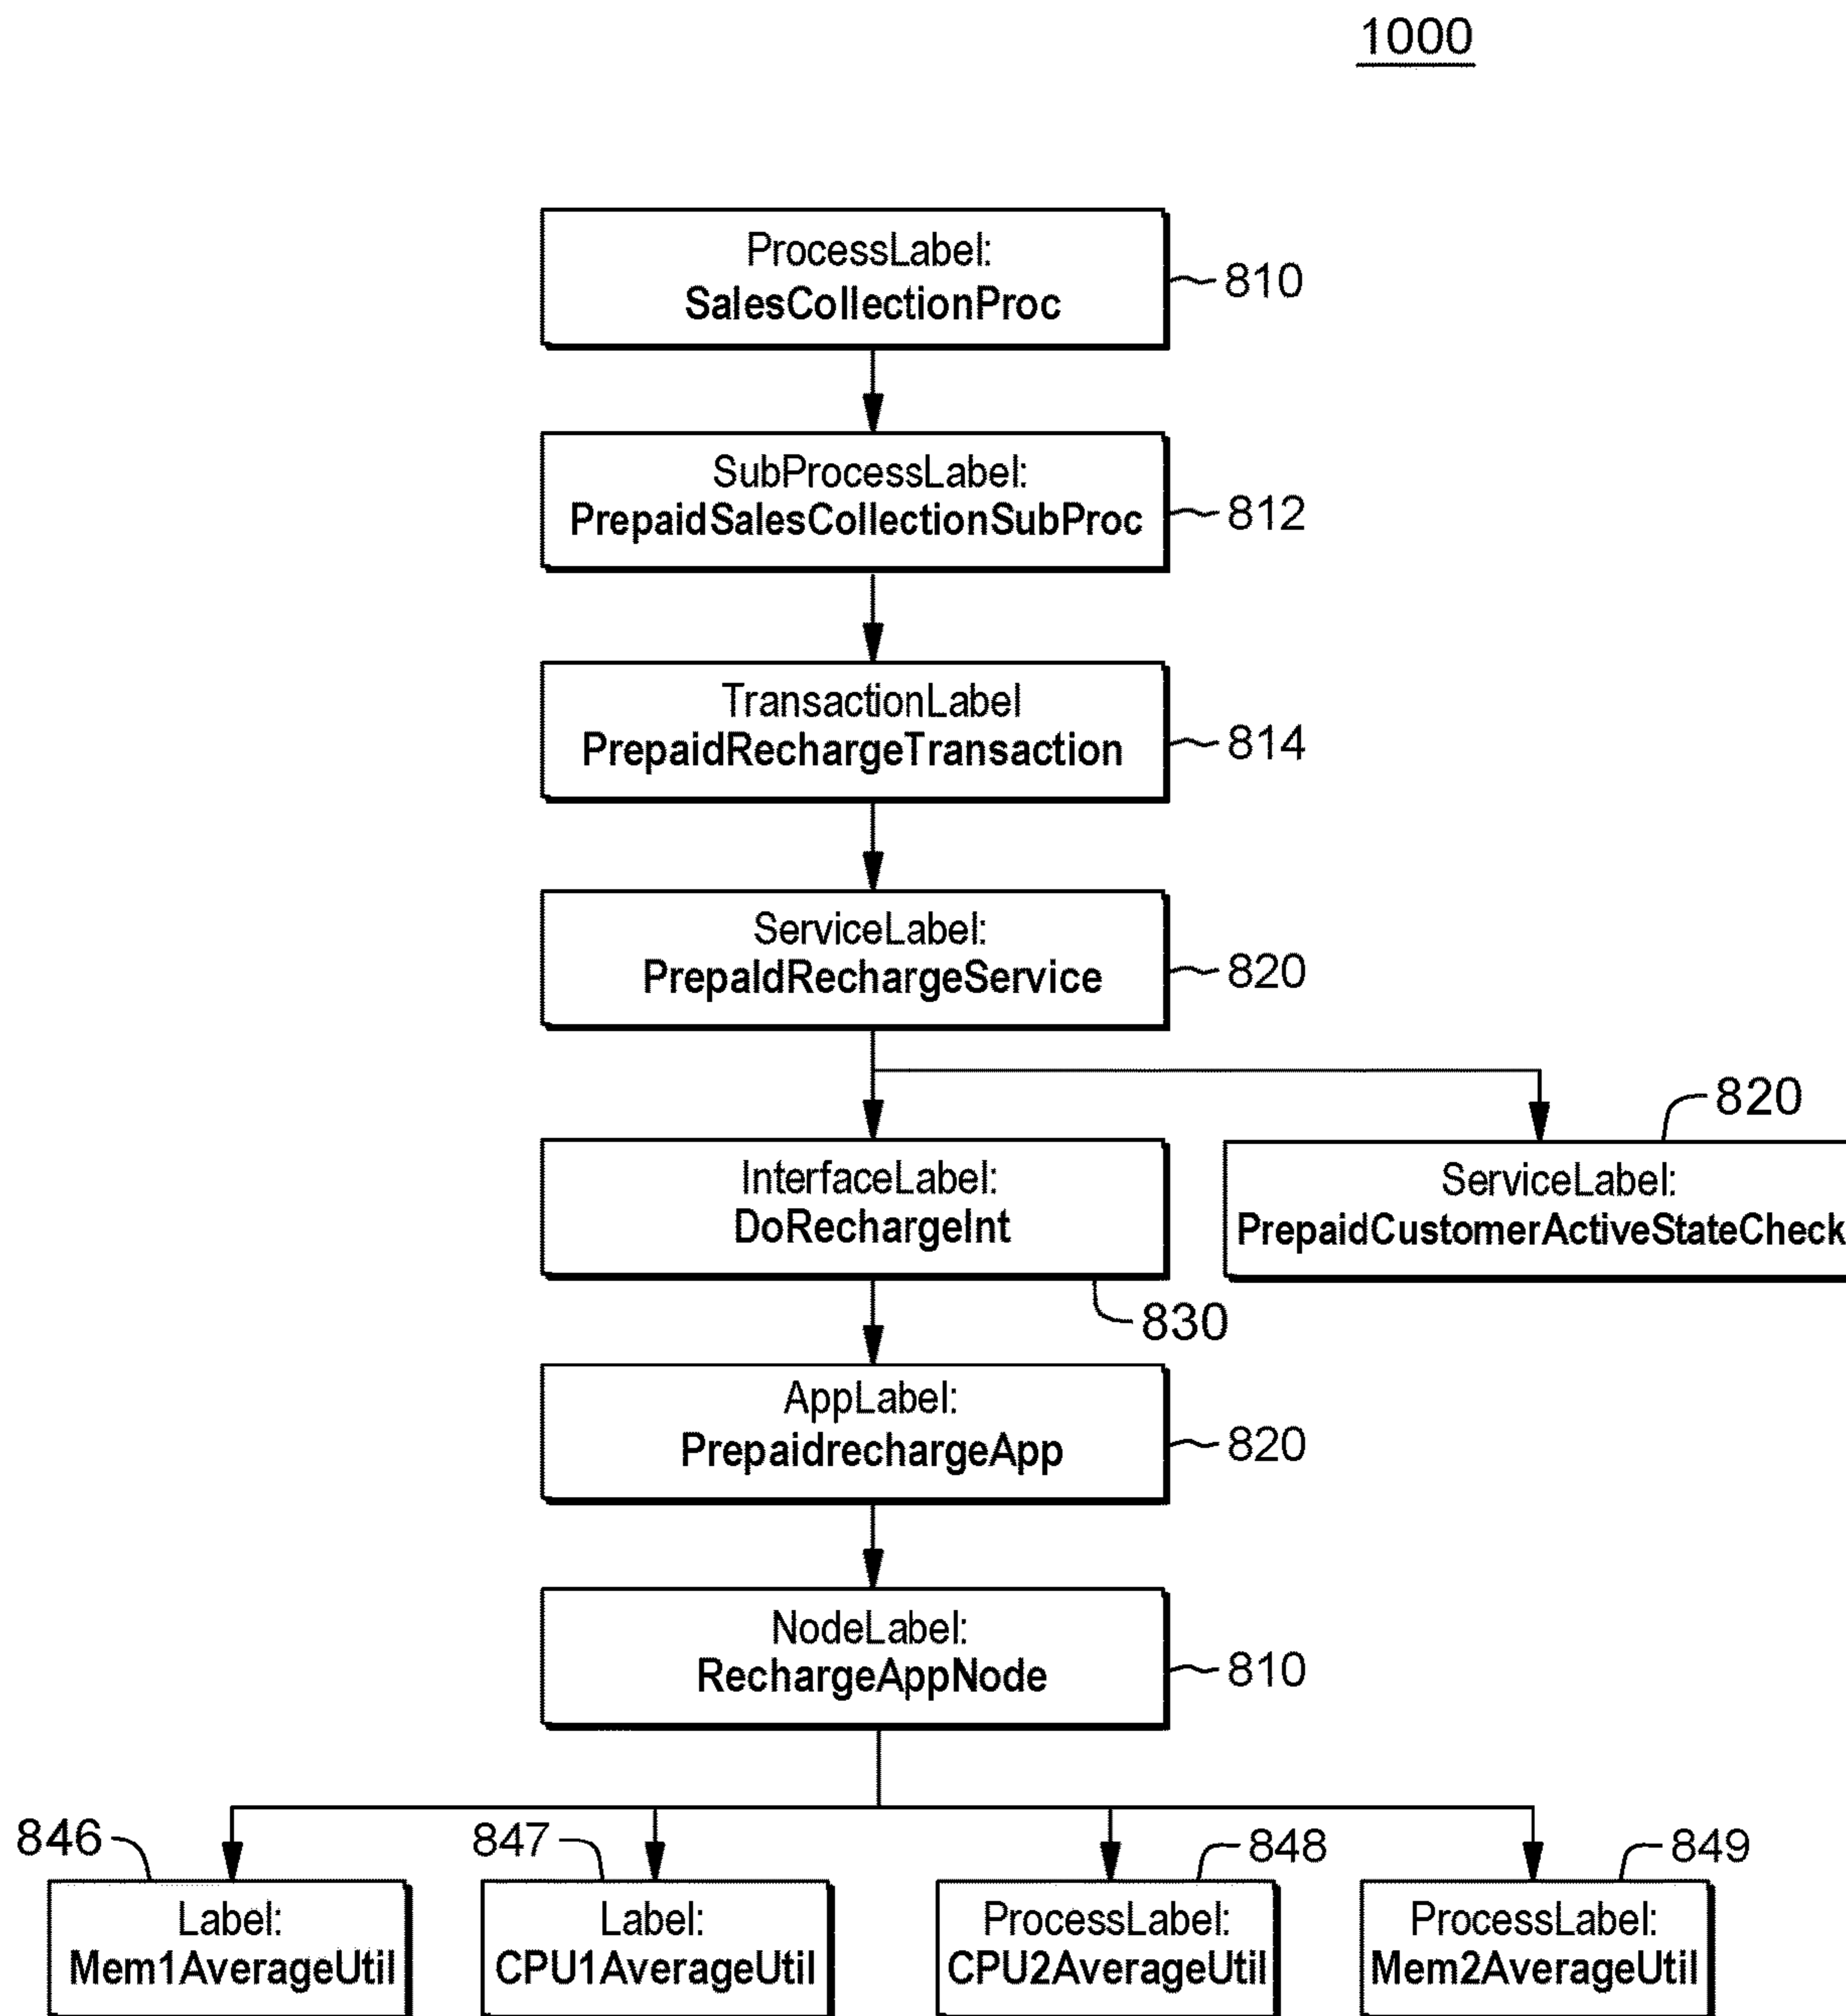 1000
ProcessLabel:
SalesCollectionProc
810
SubProcessLabel:
PrepaidSalesCollectionSubProc
812
TransactionLabel
PrepaidRechargeTransaction
814
ServiceLabel:
PrepaldRechargeService
820
820
InterfaceLabel:
DoRechargeInt
ServiceLabel:
PrepaidCustomerActiveStateCheck
830
AppLabel:
PrepaidrechargeApp
820
NodeLabel:
RechargeAppNode
810
846
847
848
849
Label:
Mem1AverageUtil
Label:
CPU1AverageUtil
ProcessLabel:
CPU2AverageUtil
ProcessLabel:
Mem2AverageUtil